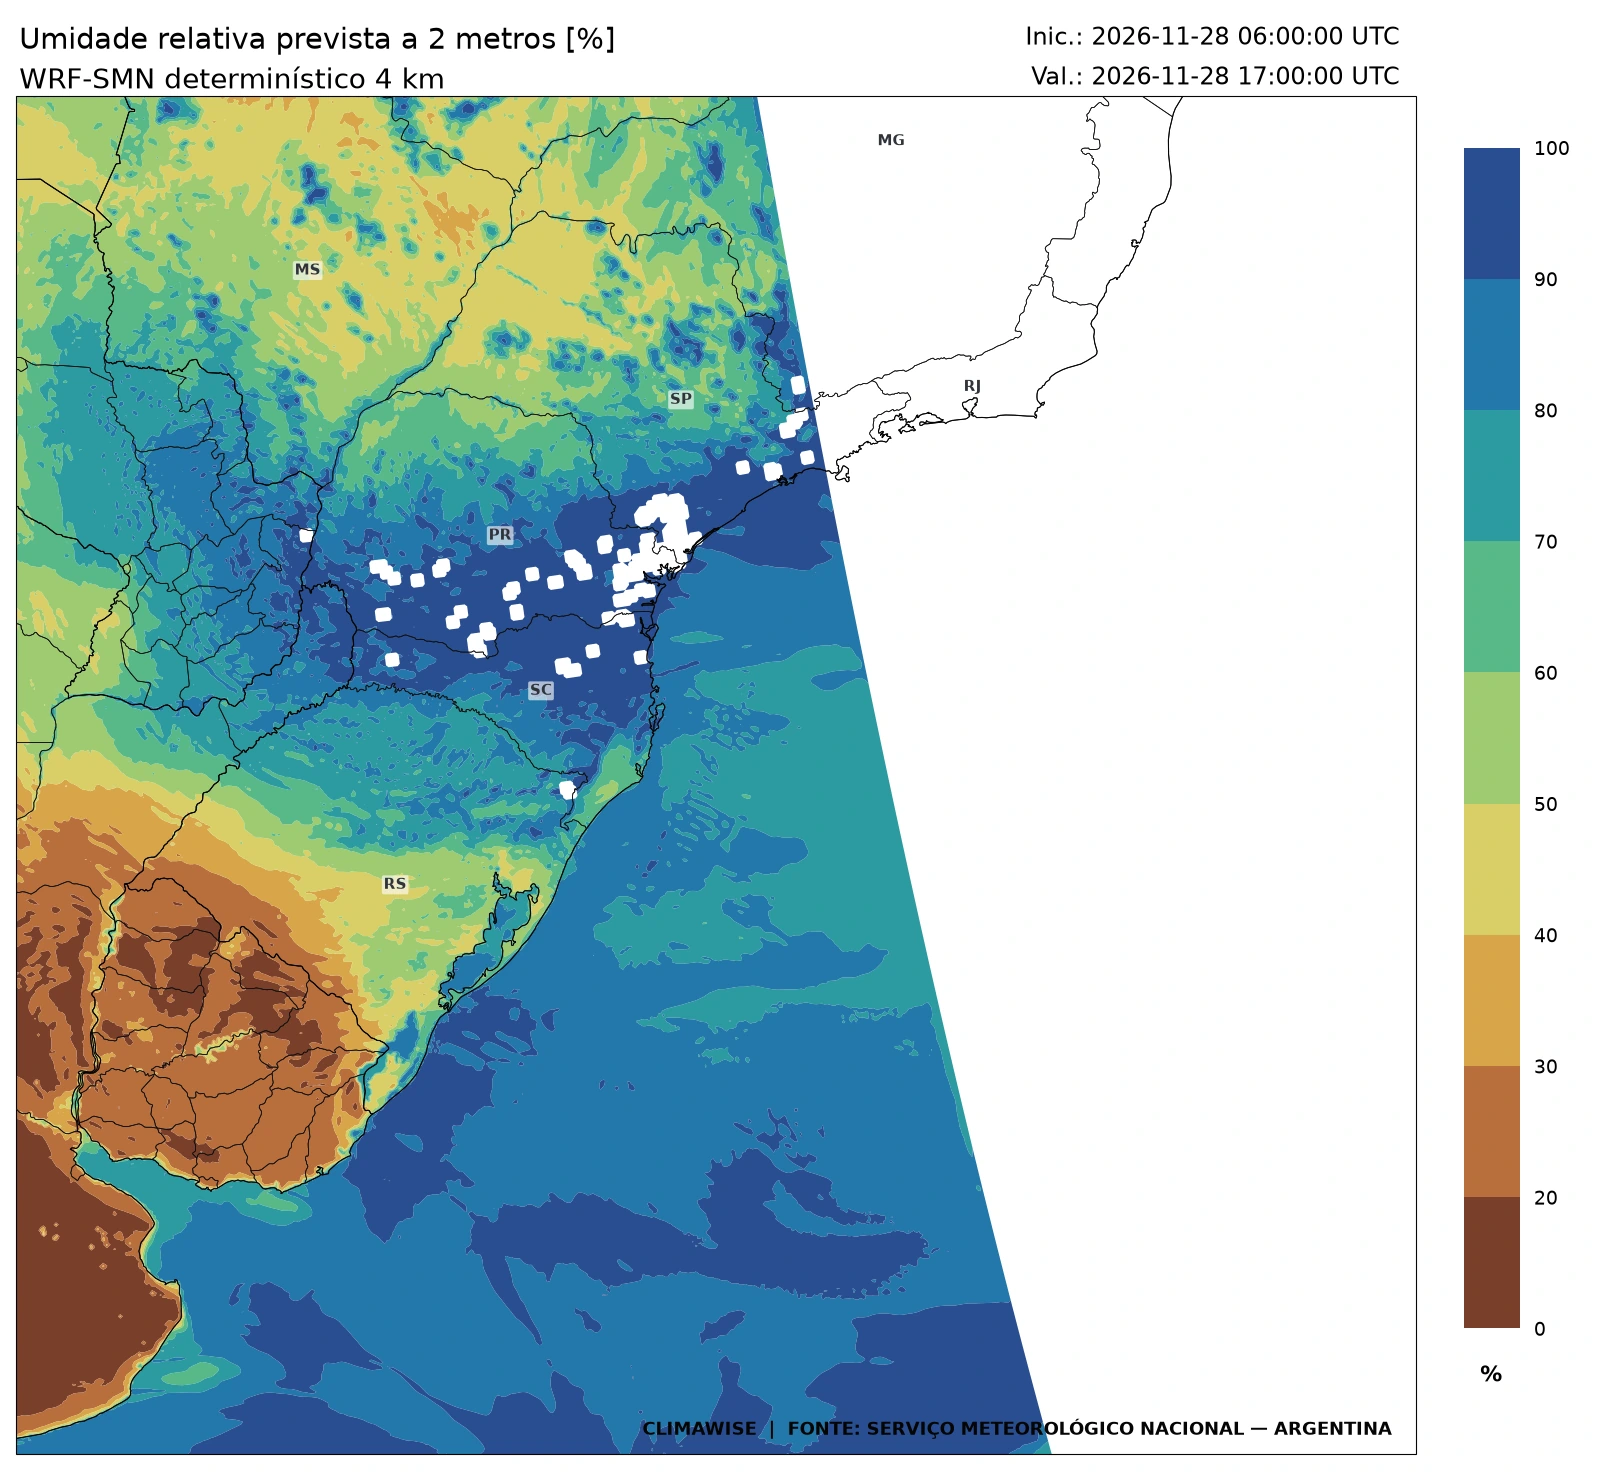 Umidade relativa prevista a 2 metros [%]
WRF-SMN determinístico 4 km
Inic.: 2026-11-28 06:00:00 UTC
Val.: 2026-11-28 17:00:00 UTC
MG
MS
RJ
SP
PR
SC
RS
100
90
80
70
60
50
40
30
20
0
%
CLIMAWISE | FONTE: SERVIÇO METEOROLÓGICO NACIONAL — ARGENTINA